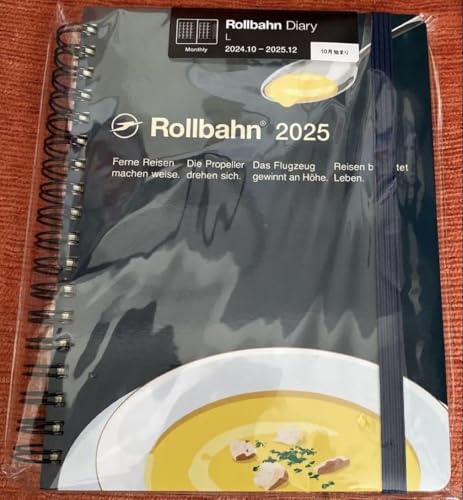 Rollbahn Diary
L
Monthly
2024.10 – 2025.12
10月始まり
Rollbahn® 2025
Ferne Reisen Die Propeller Das Flugzeug Reisen
machen weise. drehen sich. gewinnt an Höhe. Leben.